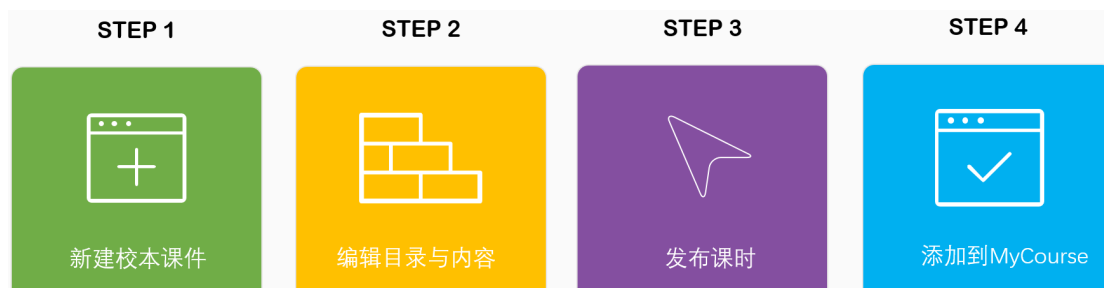 STEP 1
STEP 2
STEP 3
STEP 4
新建校本课件
编辑目录与内容
发布课时
添加到MyCourse